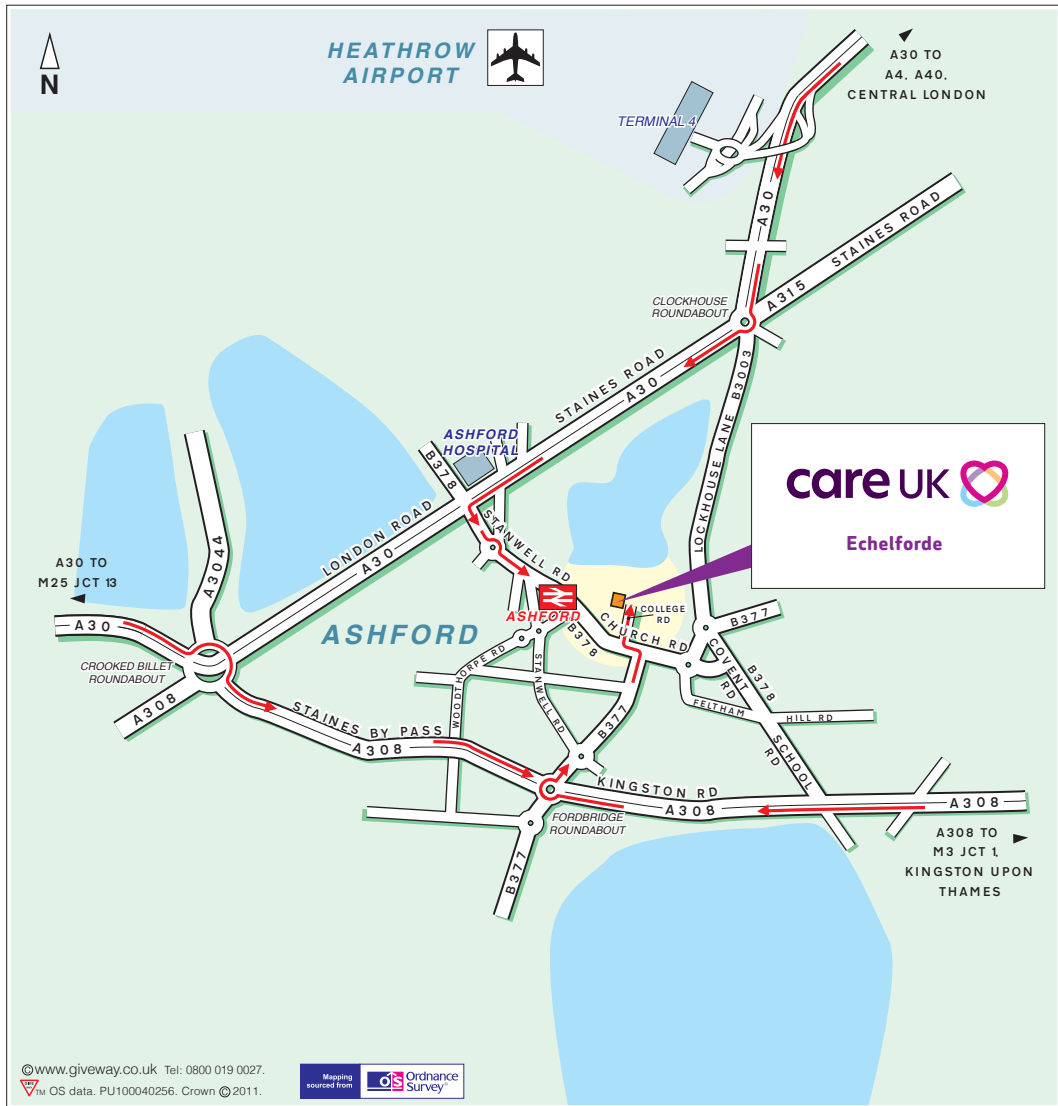 N
HEATHROW
AIRPORT
A30 TO
A4, A40,
CENTRAL LONDON
TERMINAL 4
A30
STAINES ROAD
A315
CLOCKHOUSE
ROUNDABOUT
STAINES ROAD
A30
LOCKHOUSE LANE B3003
ASHFORD
HOSPITAL
B378
LONDON ROAD
A30
STANWELL RD
care UK
Echelforde
A30 TO
M25 JCT 13
A3044
A30
ASHFORD
ASHFORD
COLLEGE
RD
CHURCH RD
B377
B378
CROOKED BILLET
ROUNDABOUT
A308
WOODTHORPE RD
STANWELL RD
COVENT
RD
B378
FELTHAM
HILL RD
SCHOOL
RD
B377
STAINES BY PASS
A308
KINGSTON RD
A308
A308
FORDBRIDGE
ROUNDABOUT
B377
A308 TO
M3 JCT 1,
KINGSTON UPON
THAMES
©www.giveway.co.uk Tel: 0800 019 0027.
TM OS data. PU100040256. Crown © 2011.
Mapping
sourced from
OS Ordnance
Survey®